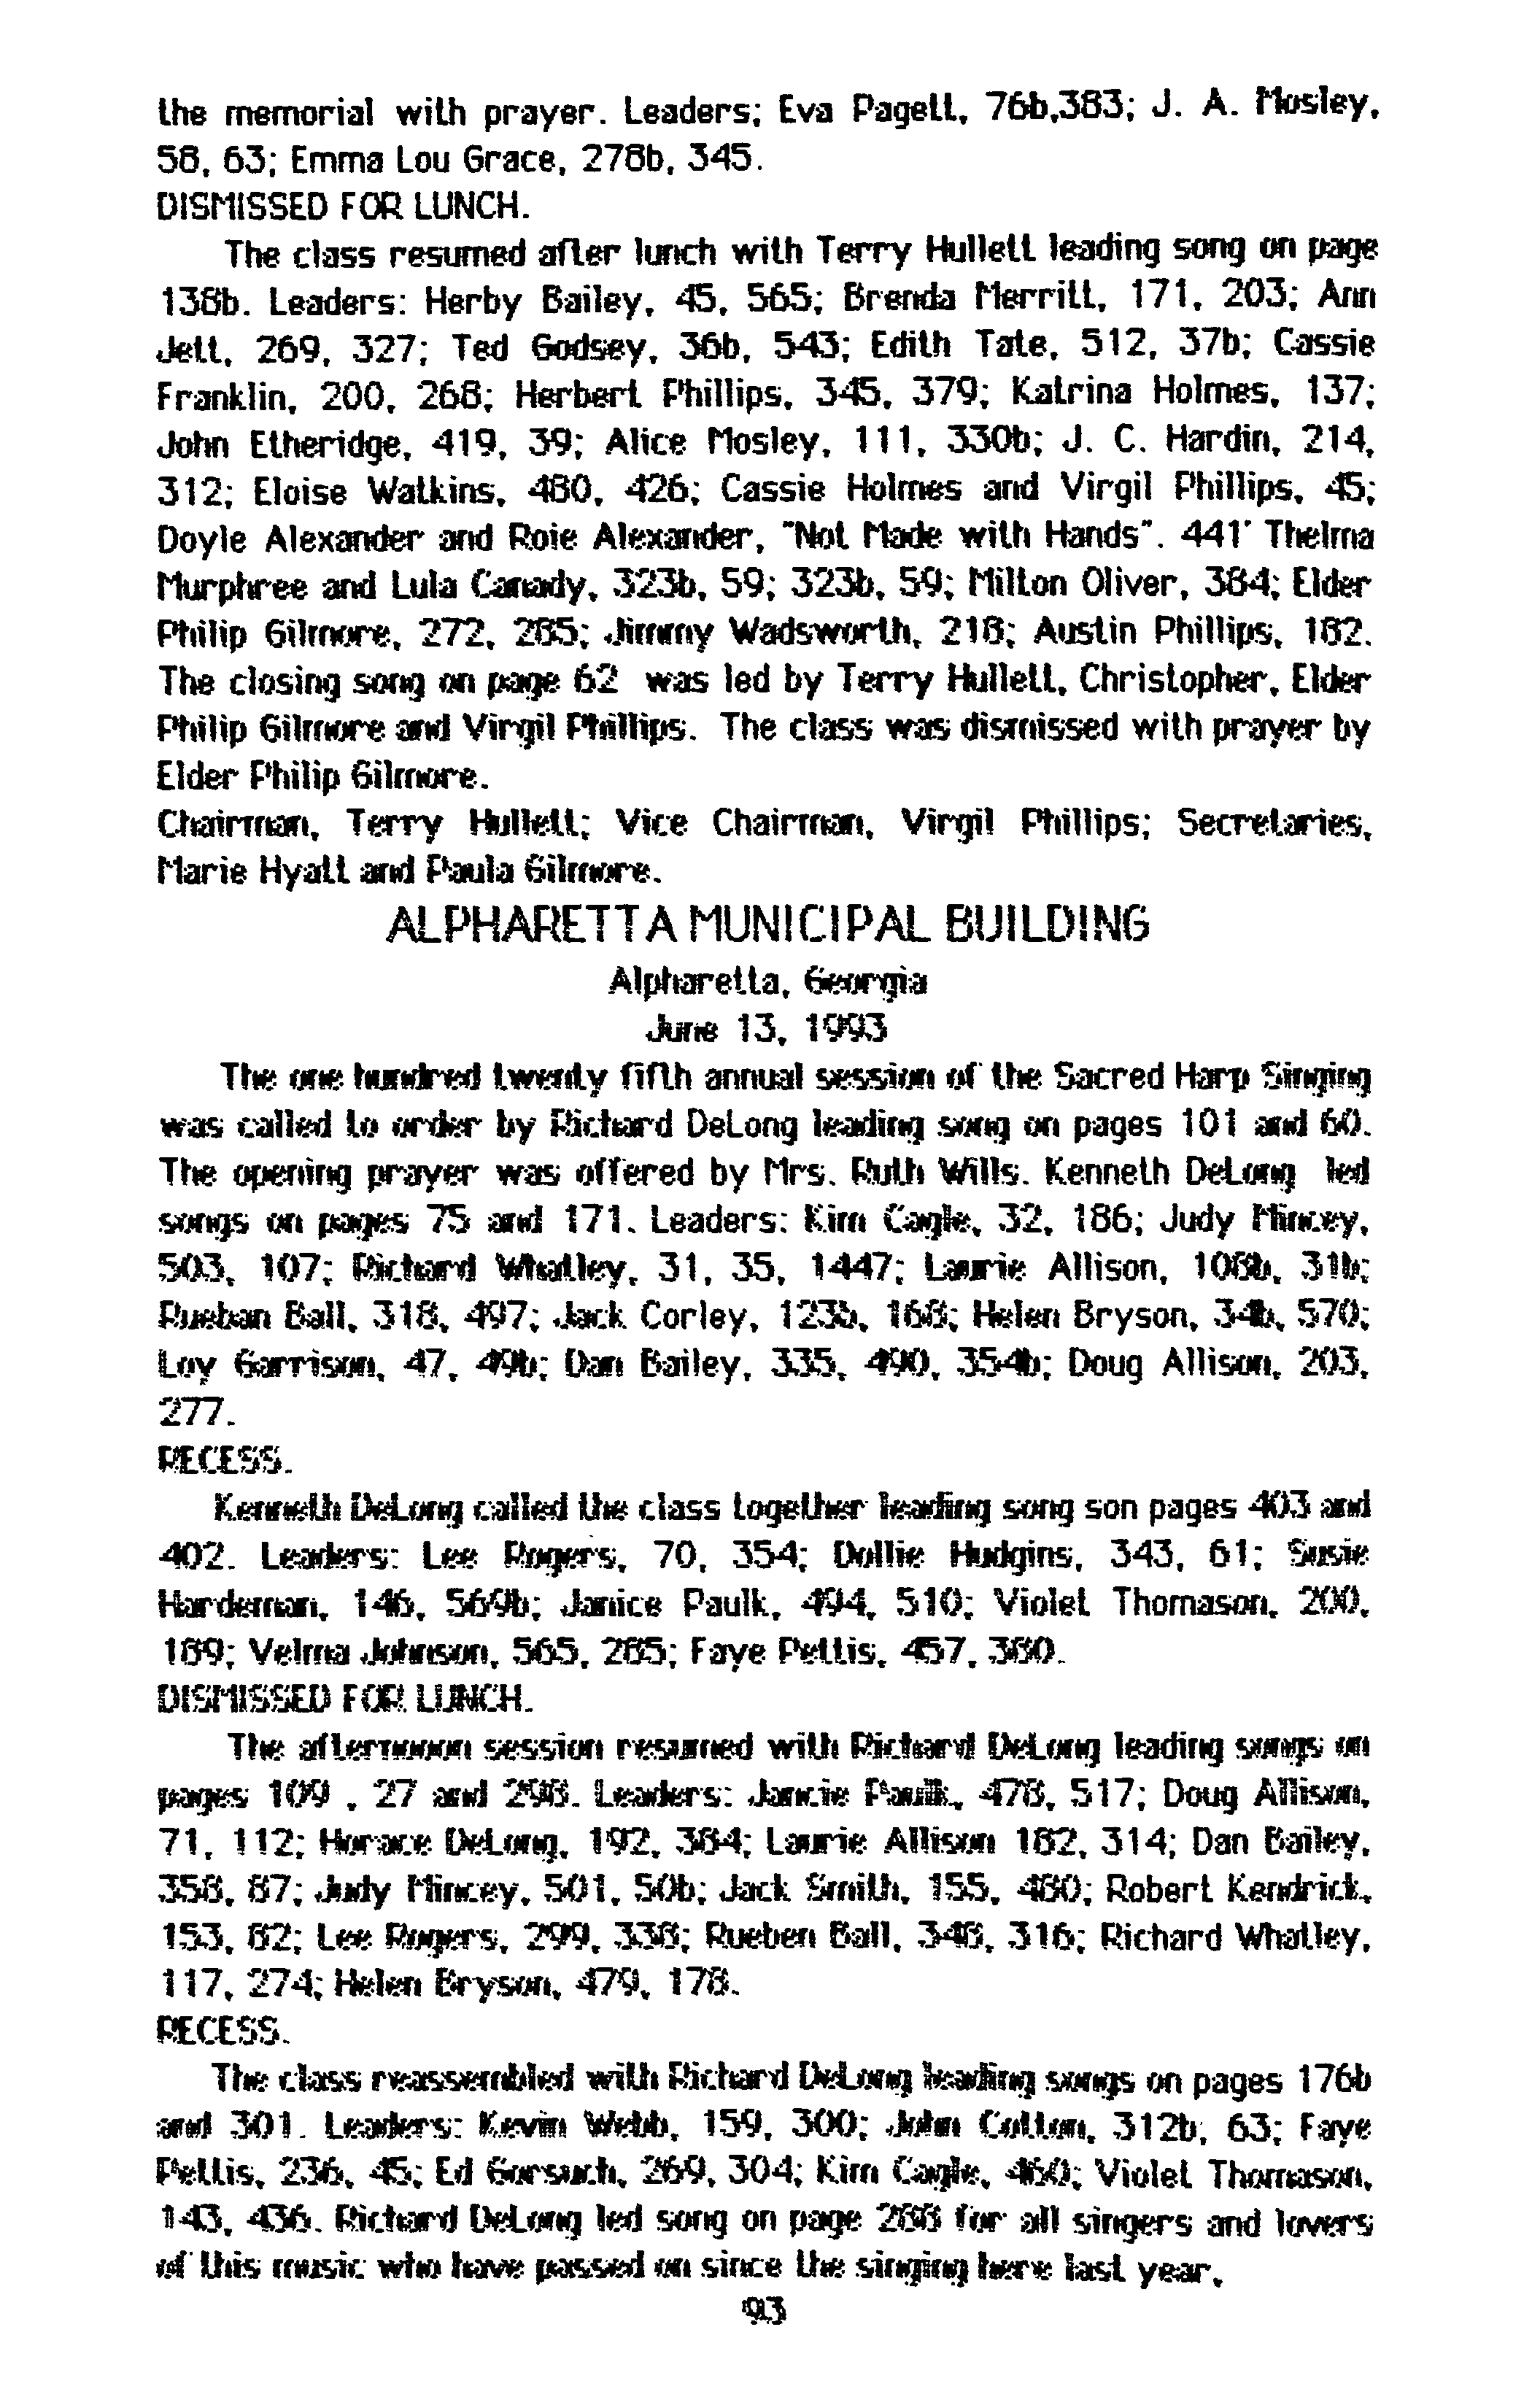 the memorial with prayer. Leaders; Eva Pagett, 76b,383; J. A. Mosley,
58, 63; Emma Lou Grace, 278b, 345.
DISMISSED FOR LUNCH.
The class resumed after lunch with Terry Hullett leading song on page
138b. Leaders: Herby Bailey, 45, 565; Brenda Merritt, 171, 203; Ann
Jett, 269, 327; Ted Godsey, 36b, 543; Edith Tate, 512, 37b; Cassie
Franklin, 200, 268; Herbert Phillips, 345, 379; Katrina Holmes, 137;
John Etheridge, 419, 39; Alice Mosley, 111, 330b; J. C. Hardin, 214,
312; Eloise Watkins, 480, 426; Cassie Holmes and Virgil Phillips, 45;
Doyle Alexander and Roie Alexander, "Not Made with Hands". 441' Thelma
Murphree and Lula Canady, 323b, 59; 323b, 59; Milton Oliver, 384; Elder
Philip Gilmore, 272, 285; Jimmy Wadsworth, 218; Austin Phillips, 182.
The closing song on page 62 was led by Terry Hullett, Christopher, Elder
Philip Gilmore and Virgil Phillips. The class was dismissed with prayer by
Elder Philip Gilmore.
Chairman, Terry Hullett; Vice Chairman, Virgil Phillips; Secretaries,
Marie Hyatt and Paula Gilmore.
ALPHARETTA MUNICIPAL BUILDING
Alpharetta, Georgia
June 13, 1993
The one hundred twenty fifth annual session of the Sacred Harp Singing
was called to order by Richard DeLong leading song on pages 101 and 60.
The opening prayer was offered by Mrs. Ruth Wills. Kenneth DeLong led
songs on pages 75 and 171. Leaders: Kim Cagle, 32, 186; Judy Mincey,
503, 107; Richard Whatley, 31, 35, 1447; Laurie Allison, 108b, 31b;
Rueban Ball, 318, 497; Jack Corley, 123b, 168; Helen Bryson, 34b, 570;
Loy Garrison, 47, 49b; Dan Bailey, 335, 490, 354b; Doug Allison, 203,
277.
RECESS.
Kenneth DeLong called the class together leading song son pages 403 and
402. Leaders: Lee Rogers, 70, 354; Dollie Hudgins, 343, 61; Susie
Hardeman, 146, 569b; Janice Paulk, 494, 510; Violet Thomason, 200,
189; Velma Johnson, 565, 285; Faye Pettis, 457, 380.
DISMISSED FOR LUNCH.
The afternooon session resumed with Richard DeLong leading songs on
pages 109 , 27 and 298. Leaders: Jancie Paulk, 478, 517; Doug Allison,
71, 112; Horace DeLong, 192, 384; Laurie Allison 182, 314; Dan Bailey,
358, 87; Judy Mincey, 501, 50b; Jack Smith, 155, 480; Robert Kendrick,
153, 82; Lee Rogers, 299, 338; Rueben Ball, 348, 316; Richard Whatley,
117, 274; Helen Bryson, 479, 178.
RECESS.
The class reassembled with Richard DeLong leading songs on pages 176b
and 301. Leaders: Kevin Webb, 159, 300; John Cotton, 312b, 63; Faye
Pettis, 236, 45; Ed Gorsuch, 269, 304; Kim Cagle, 460; Violet Thomason,
143, 436. Richard DeLong led song on page 288 for all singers and lovers
of this music who have passed on since the singing here last year.
93